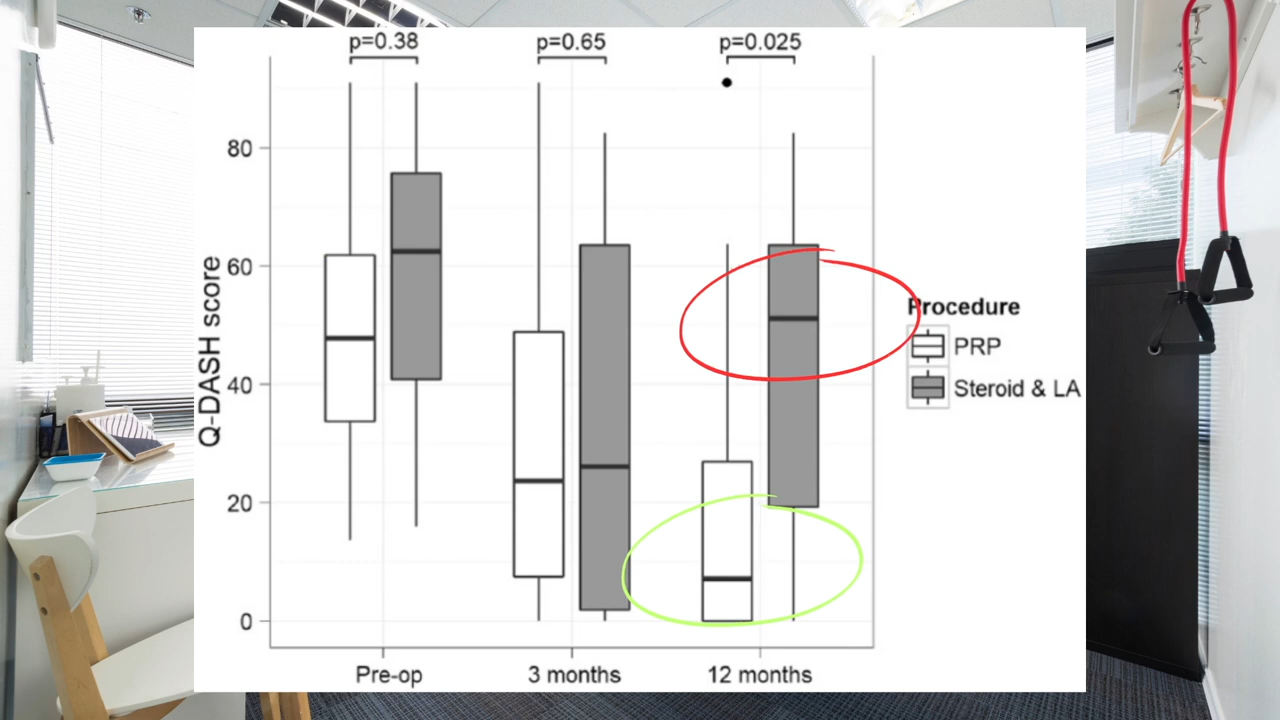 p=0.38 p=0.65 p=0.025
80
60
40
20
0
Q-DASH score
Pre-op 3 months 12 months
Procedure
PRP
Steroid & LA